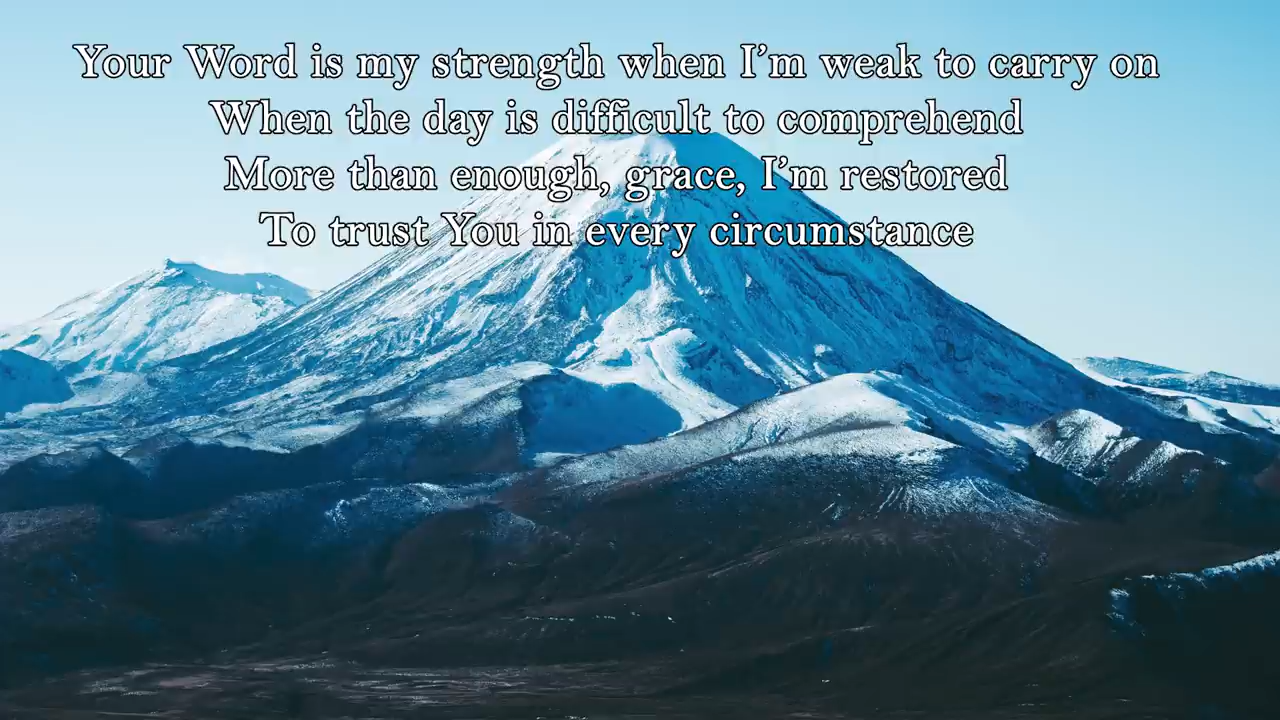 Your Word is my strength when I’m weak to carry on
When the day is difficult to comprehend
More than enough, grace, I’m restored
To trust You in every circumstance